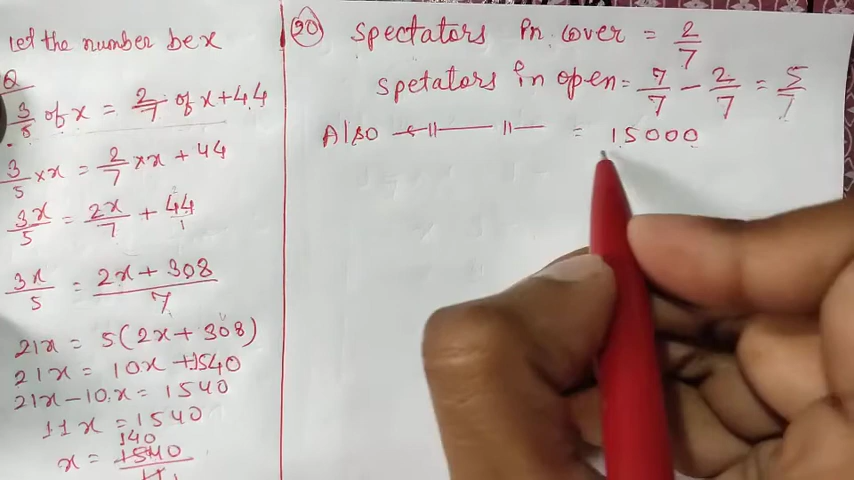 let the number be x
Q
3/5 of x = 2/7 of x + 44
3/5 × x = 2/7 × x + 44
3x/5 = 2x/7 + 44/1
3x/5 = 2x + 308/7
21x = 5(2x + 308)
21x = 10x + 1540
21x - 10x = 1540
11x = 1540
140
x = 1540/11
20) Spectators in cover = 2/7
spetators in open = 7/7 - 2/7 = 5/7
Also —〃— 〃— = 15000